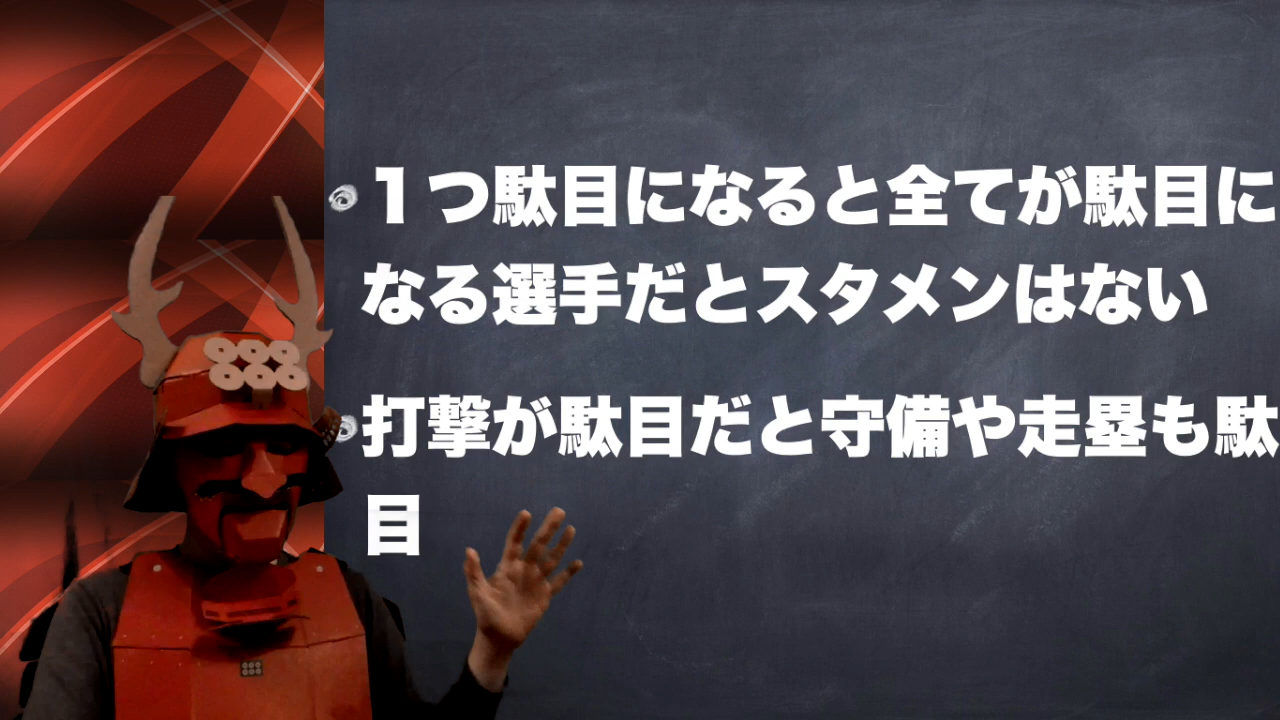 １つ駄目になると全てが駄目に
なる選手だとスタメンはない
打撃が駄目だと守備や走塁も駄
目